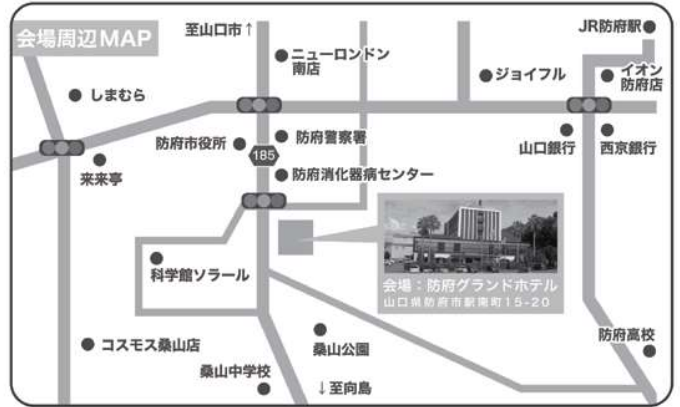 会場周辺MAP
至山口市↑
JR防府駅
ニューロンドン
南店
ジョイフル
イオン
防府店
しまむら
防府市役所
防府警察署
山口銀行
西京銀行
185
来来亭
防府消化器病センター
科学館ソラール
会場：防府グランドホテル
山口県防府市駅南町15-20
コスモス桑山店
桑山公園
防府高校
桑山中学校
↓至向島